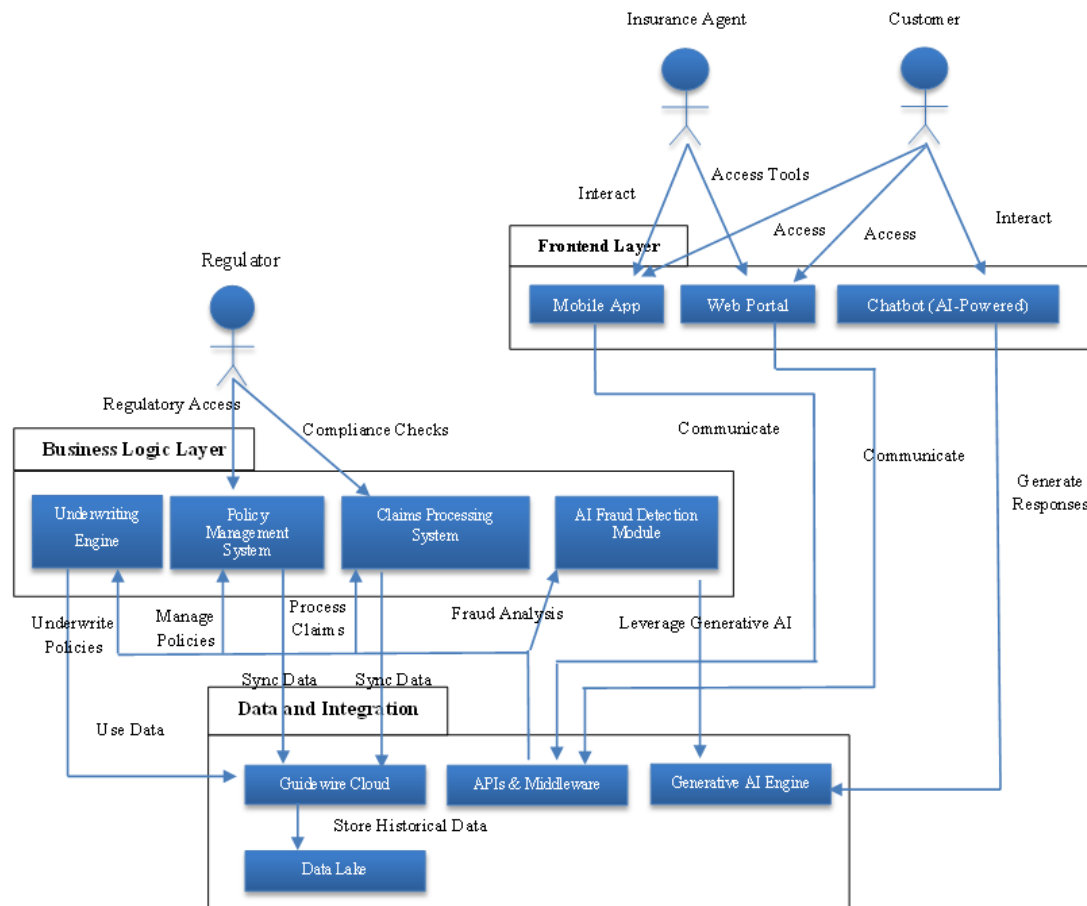 Insurance Agent
Customer
Access Tools
Interact
Interact
Access
Access
Frontend Layer
Regulator
Mobile App
Web Portal
Chatbot (AI-Powered)
Regulatory Access
Compliance Checks
Communicate
Communicate
Business Logic Layer
Generate
Responses
Underwriting
Engine
Policy
Management
System
Claims Processing
System
AI Fraud Detection
Module
Underwrite
Policies
Manage
Policies
Process
Claims
Fraud Analysis
Leverage Generative AI
Sync Data
Sync Data
Data and Integration
Use Data
Guidewire Cloud
APIs & Middleware
Generative AI Engine
Store Historical Data
Data Lake